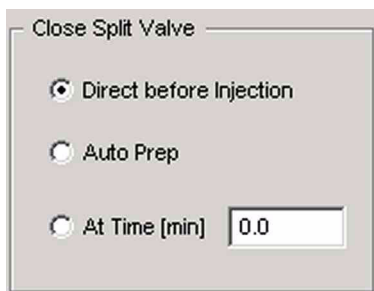 Close Split Valve
Direct before Injection
Auto Prep
At Time [min] 0.0